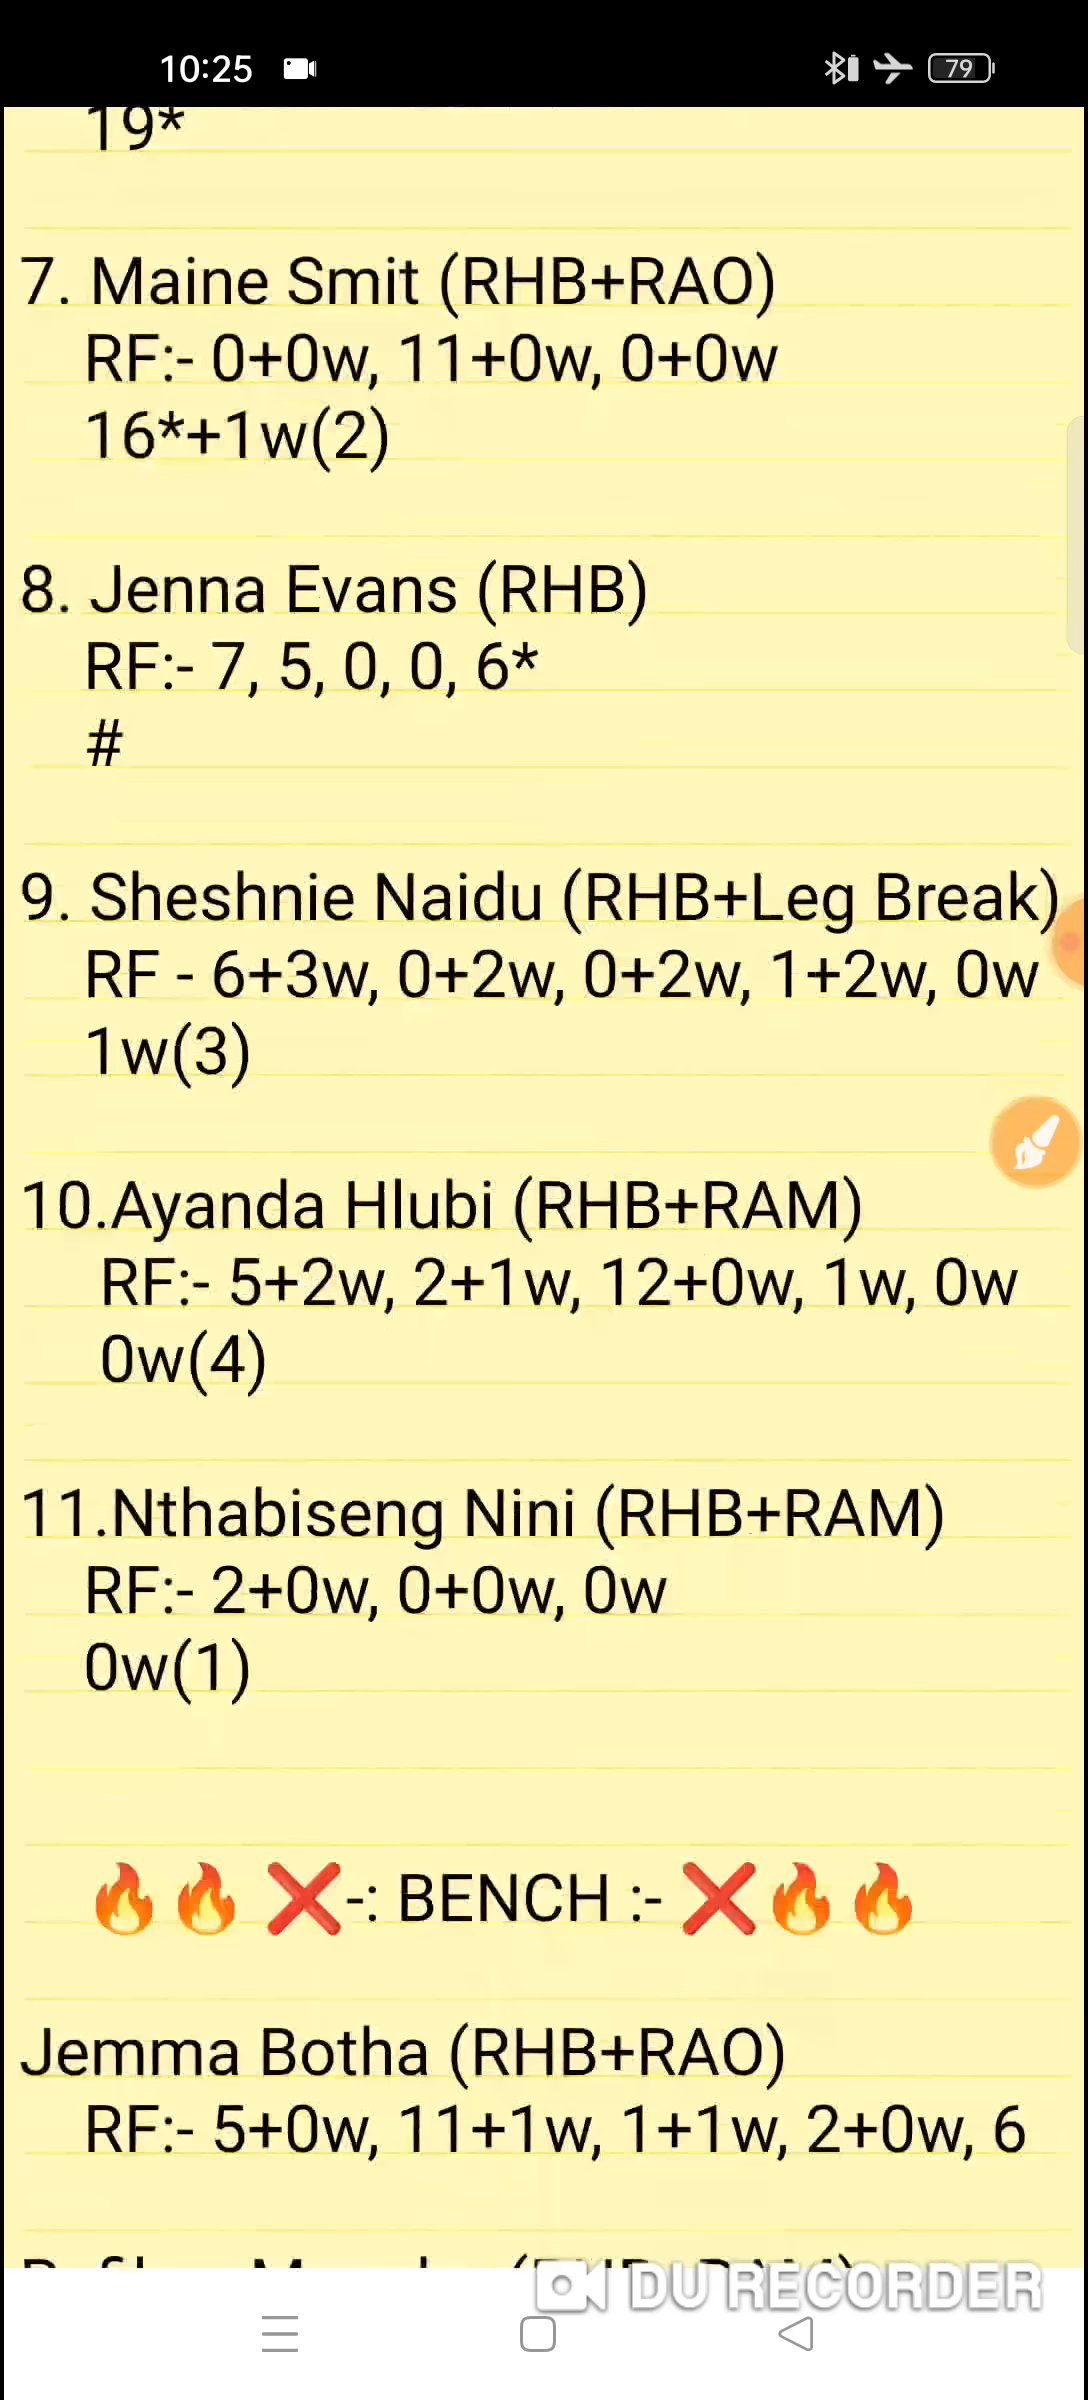 10:25
79
19*
7. Maine Smit (RHB+RAO)
RF:- 0+0w, 11+0w, 0+0w
16*+1w(2)
8. Jenna Evans (RHB)
RF:- 7, 5, 0, 0, 6*
#
9. Sheshnie Naidu (RHB+Leg Break)
RF - 6+3w, 0+2w, 0+2w, 1+2w, 0w
1w(3)
10.Ayanda Hlubi (RHB+RAM)
RF:- 5+2w, 2+1w, 12+0w, 1w, 0w
0w(4)
11.Nthabiseng Nini (RHB+RAM)
RF:- 2+0w, 0+0w, 0w
0w(1)
🔥🔥 ❌-: BENCH :- ❌🔥🔥
Jemma Botha (RHB+RAO)
RF:- 5+0w, 11+1w, 1+1w, 2+0w, 6
DU RECORDER